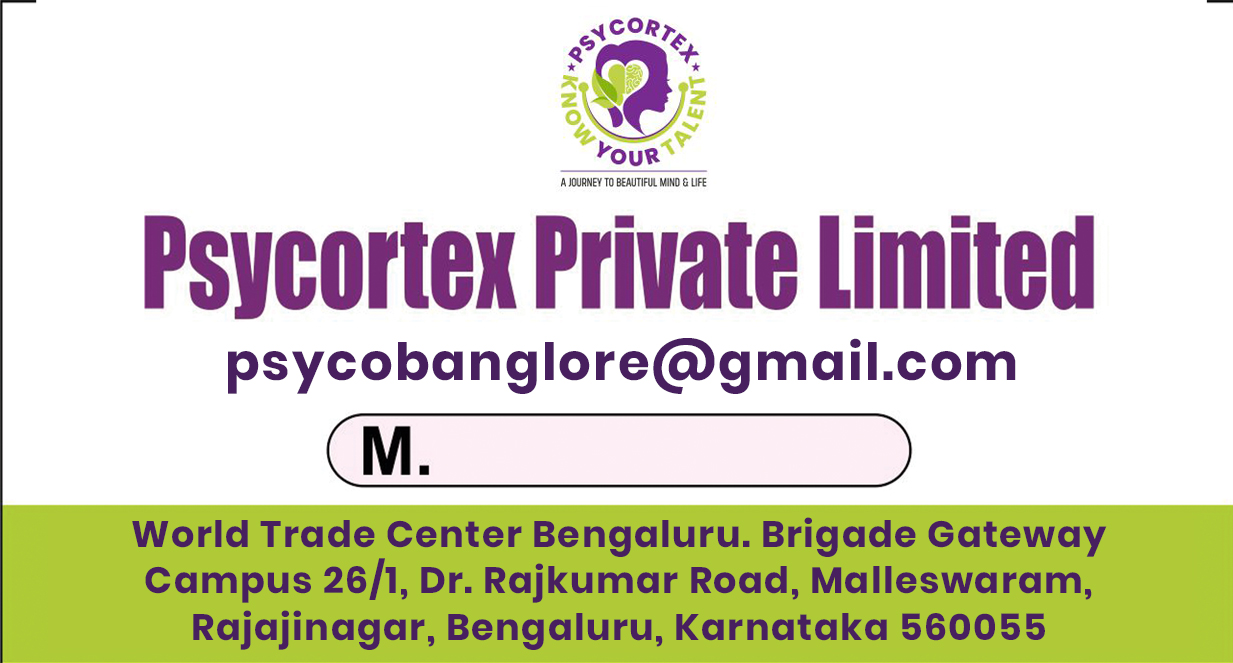 PSYCORTEX
KNOW YOUR TALENT
A JOURNEY TO BEAUTIFUL MIND & LIFE
Psycortex Private Limited
psycobanglore@gmail.com
M.
World Trade Center Bengaluru. Brigade Gateway
Campus 26/1, Dr. Rajkumar Road, Malleswaram,
Rajajinagar, Bengaluru, Karnataka 560055